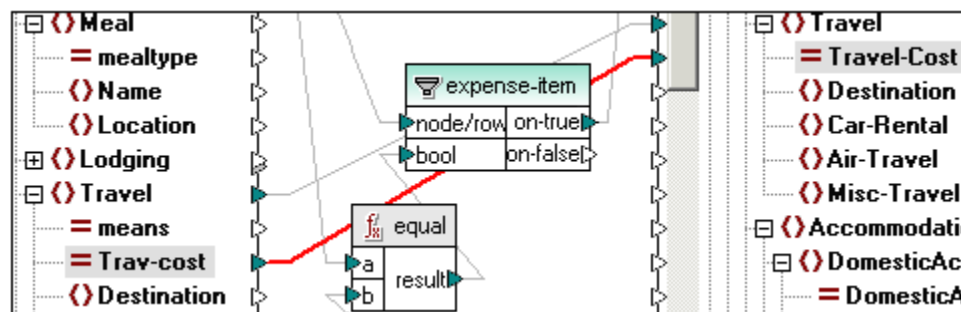 Meal
mealtype
Name
Location
Lodging
Travel
means
Trav-cost
Destination
expense-item
node/row on-true
bool on-false
equal
a
result
b
Travel
Travel-Cost
Destination
Car-Rental
Air-Travel
Misc-Travel
Accommodati
DomesticAc
DomesticA